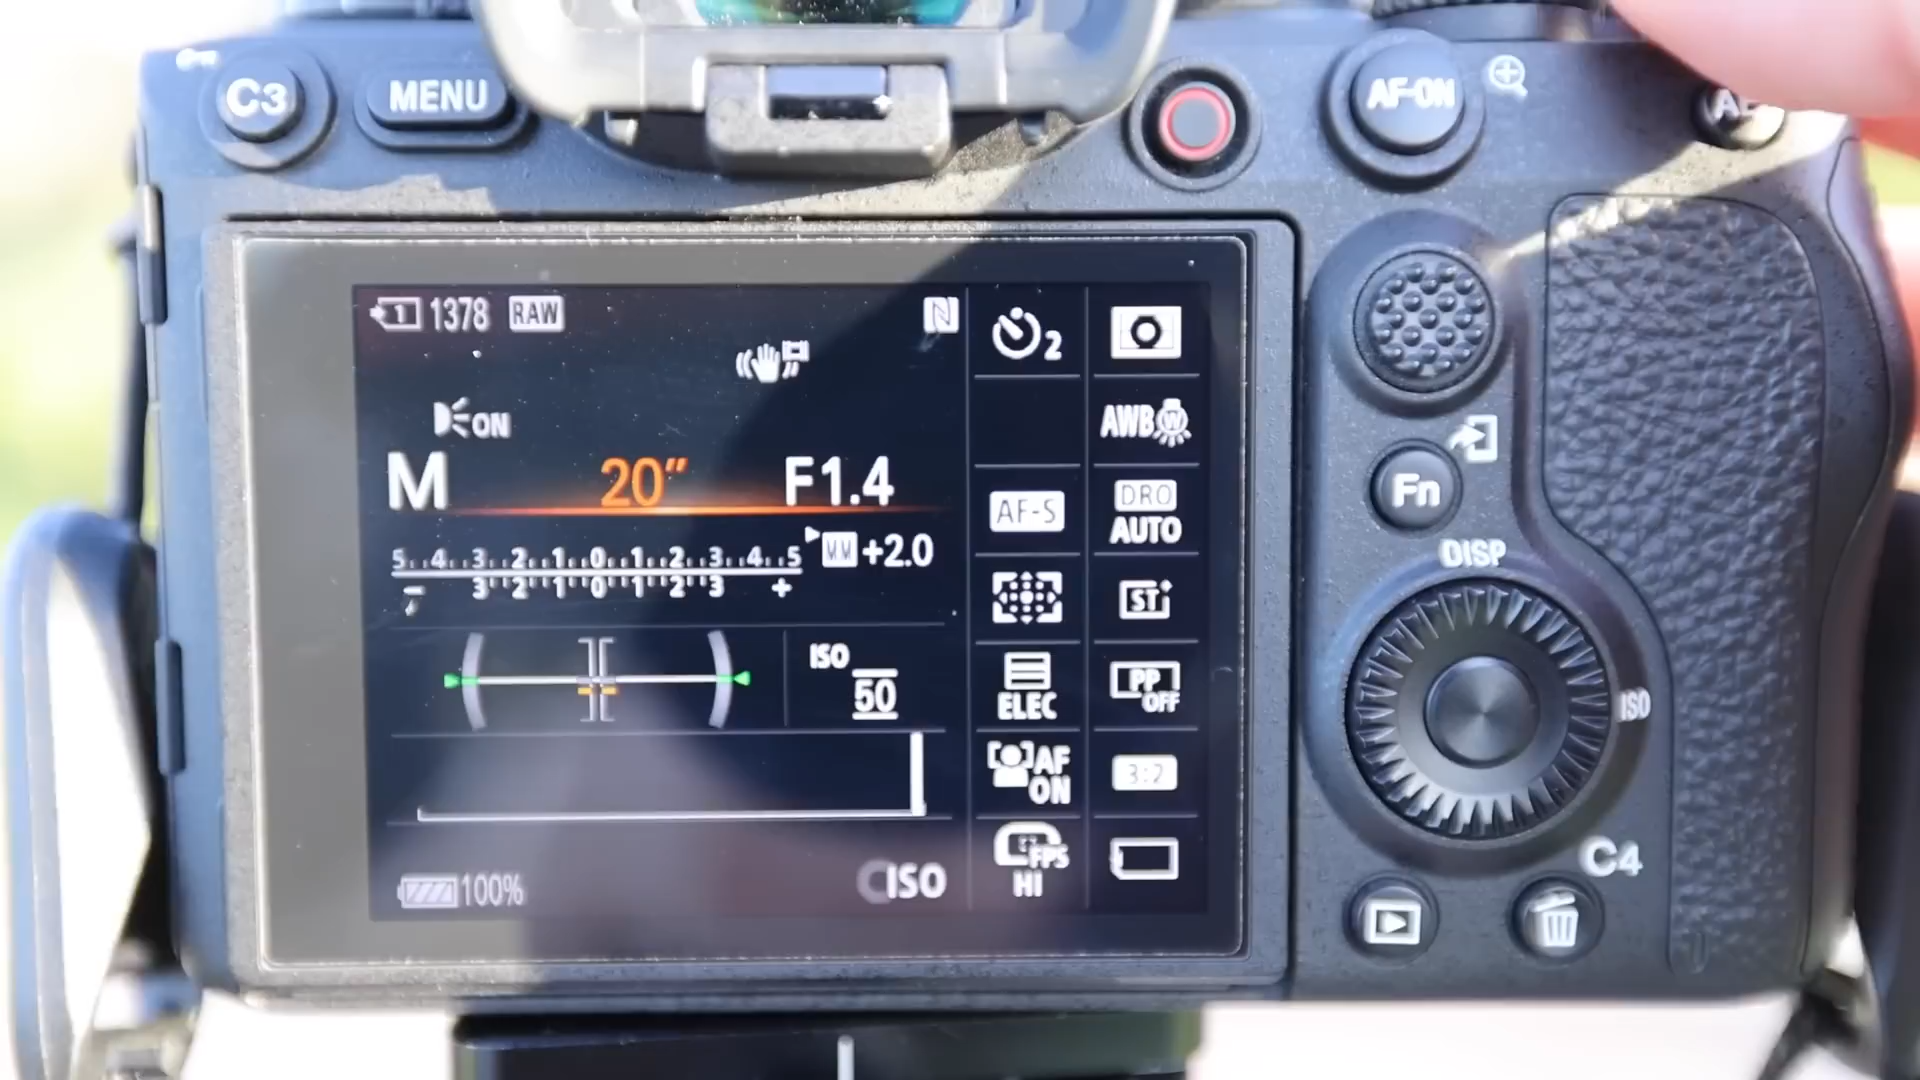 C3
MENU
AF-ON
1 1378 RAW
N
2
ON
M 20" F1.4
5 4 3 2 1 0 1 2 3 4 5
MM +2.0
3 2 1 0 1 2 3
- +
ISO
50
100%
ISO
AF-S
ELEC
AF
ON
FPS
HI
AWB W
DRO
AUTO
ST
PP
OFF
3:2
Fn
DISP
ISO
C4